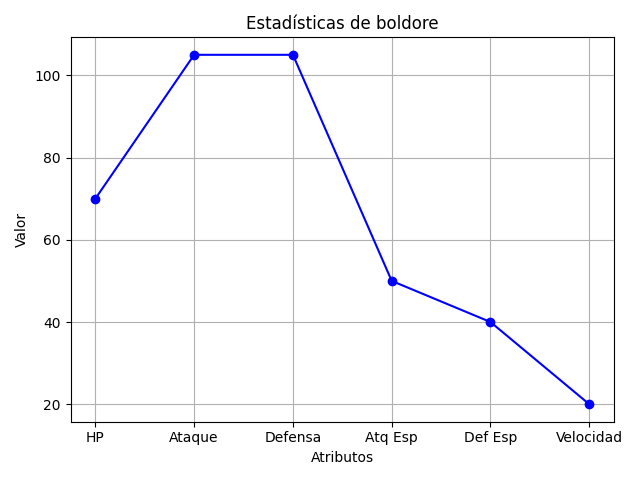 Estadísticas de boldore
Valor
100
80
60
40
20
HP Ataque Defensa Atq Esp Def Esp Velocidad
Atributos